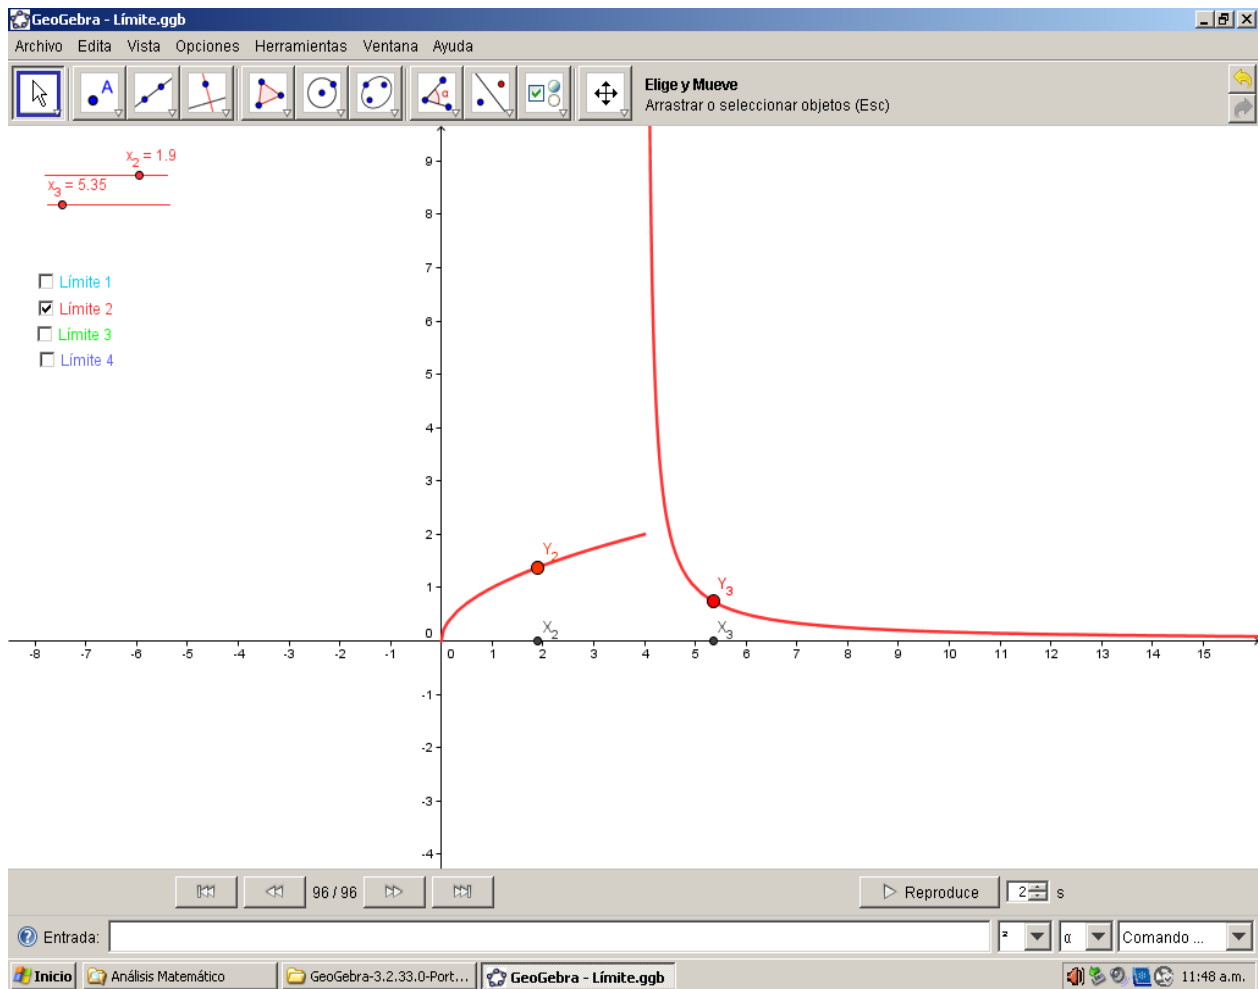 GeoGebra - Límite.ggb
Archivo Edita Vista Opciones Herramientas Ventana Ayuda
A
α
Elige y Mueve
Arrastrar o seleccionar objetos (Esc)
x₂ = 1.9
x₃ = 5.35
Límite 1
Límite 2
Límite 3
Límite 4
9
8
7
6
5
4
3
2
1
0
-1
-2
-3
-4
Y₂
Y₃
X₂
X₃
-8 -7 -6 -5 -4 -3 -2 -1 0 1 2 3 4 5 6 7 8 9 10 11 12 13 14 15
96 / 96
Reproduce
2 s
Entrada:
² α Comando ...
Inicio Análisis Matemático GeoGebra-3.2.33.0-Port... GeoGebra - Límite.ggb 11:48 a.m.